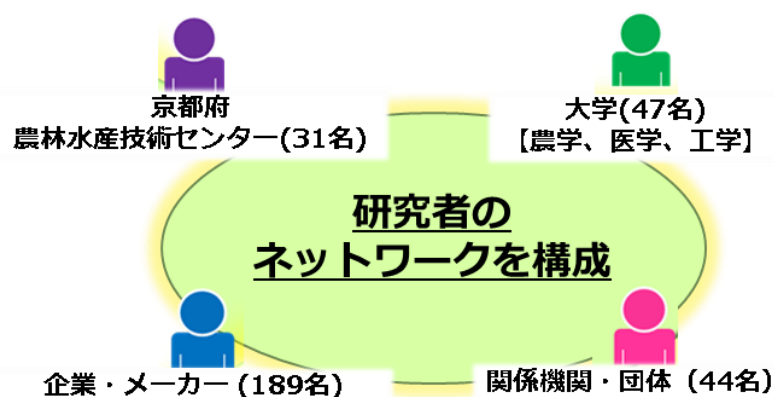 京都府
農林水産技術センター(31名)
大学(47名)
【農学、医学、工学】
研究者の
ネットワークを構成
企業・メーカー (189名)
関係機関・団体（44名）